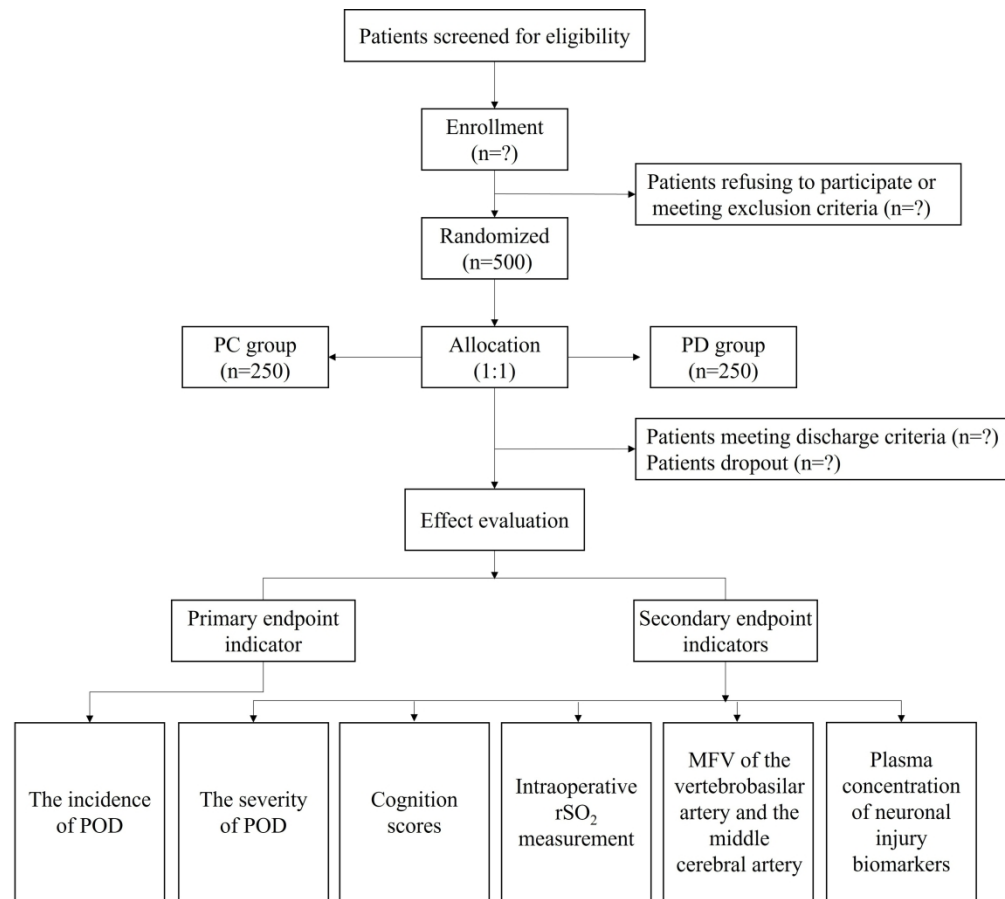 Patients screened for eligibility
Enrollment
(n=?)
Patients refusing to participate or
meeting exclusion criteria (n=?)
Randomized
(n=500)
PC group
(n=250)
Allocation
(1:1)
PD group
(n=250)
Patients meeting discharge criteria (n=?)
Patients dropout (n=?)
Effect evaluation
Primary endpoint
indicator
Secondary endpoint
indicators
The incidence
of POD
The severity
of POD
Cognition
scores
Intraoperative
rSO₂
measurement
MFV of the
vertebrobasilar
artery and the
middle
cerebral artery
Plasma
concentration
of neuronal
injury
biomarkers